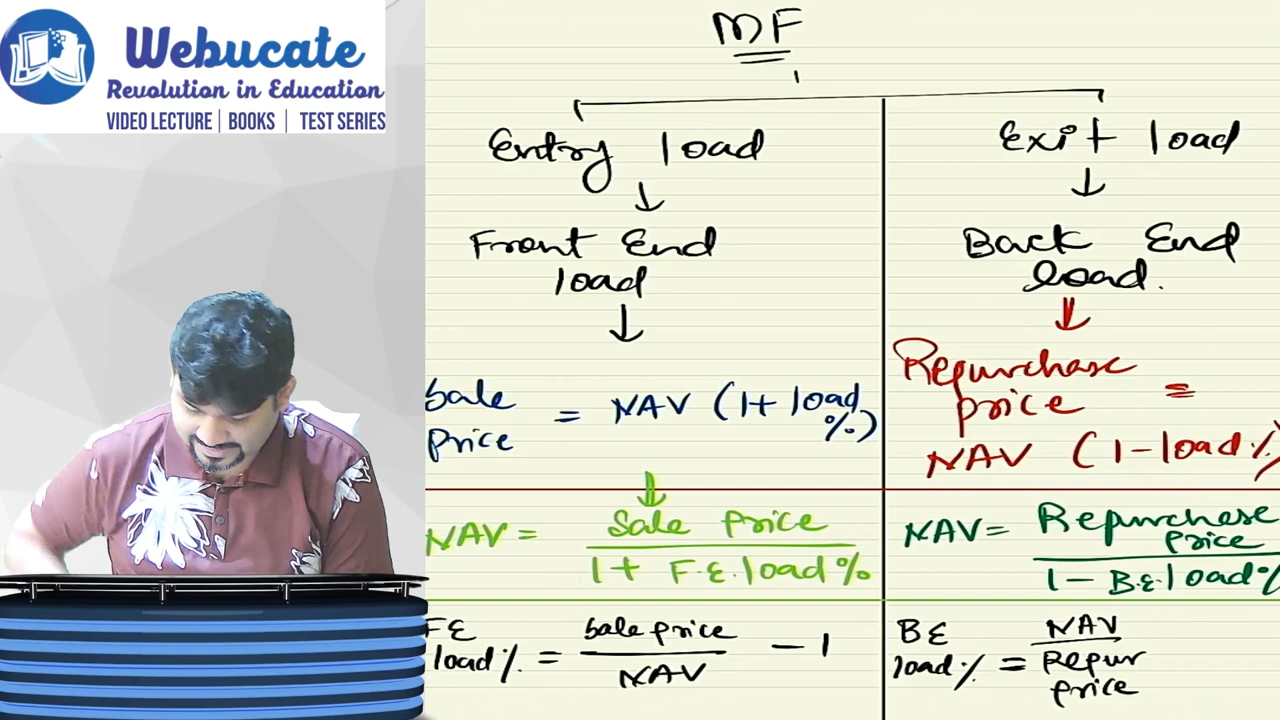 Webucate
Revolution in Education
VIDEO LECTURE | BOOKS | TEST SERIES
MF
Entry load
Front End
load
Sale
Price
= NAV (1 + load
%)
NAV = Sale Price
1 + F.E. load %
FE
load % = Sale price
NAV
- 1
Exit load
Back End
load.
Repurchase
price =
NAV (1 - load %)
NAV = Repurchase
price
1 - B.E. load %
BE
load % = NAV
Repur
price